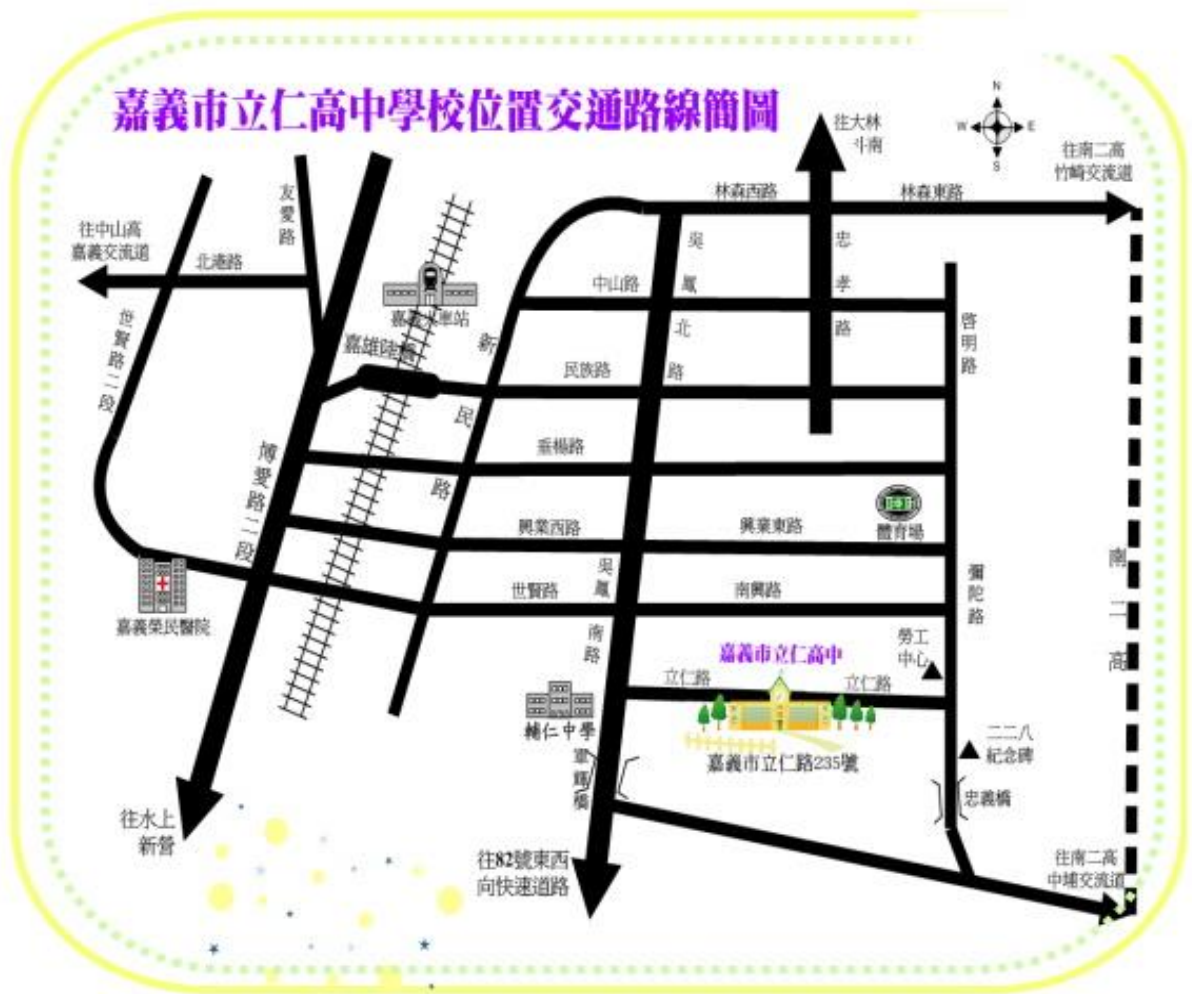 嘉義市立仁高中學校位置交通路線簡圖
N
W
E
S
往大林
斗南
往南二高
竹崎交流道
林森西路
林森東路
友愛路
往中山高
嘉義交流道
北港路
世賢路二段
嘉義火車站
嘉雄陸橋
新民路
中山路
吳鳳北路
忠孝路
啓明路
民族路
垂楊路
博愛路二段
興業西路
興業東路
體育場
嘉義榮民醫院
世賢路
南興路
吳鳳南路
彌陀路
南二高
嘉義市立仁高中
勞工
中心
立仁路
立仁路
輔仁中學
嘉義市立仁路235號
二二八
紀念碑
軍輝橋
忠義橋
往水上
新營
往82號東西
向快速道路
往南二高
中埔交流道